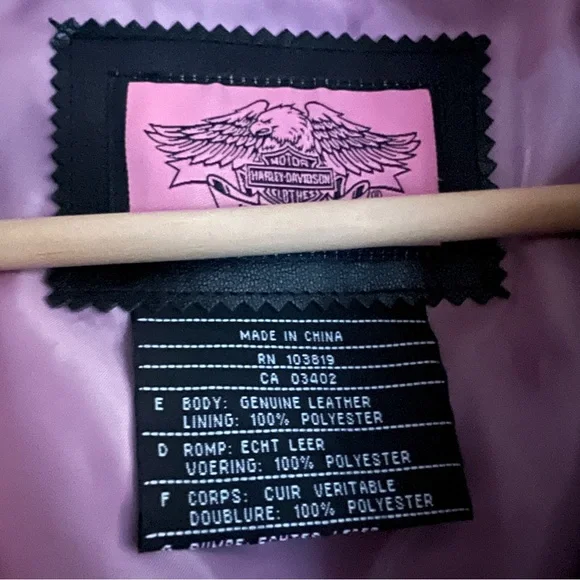 MOTOR
HARLEY-DAVIDSON
CLOTHES
®
MADE IN CHINA
RN 103819
CA 03402
E BODY: GENUINE LEATHER
LINING: 100% POLYESTER
D ROMP: ECHT LEER
VOERING: 100% POLYESTER
F CORPS: CUIR VERITABLE
DOUBLURE: 100% POLYESTER